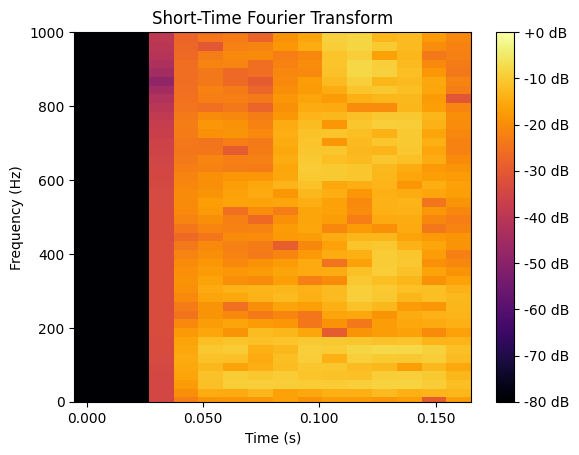 Short-Time Fourier Transform
1000
800
600
400
200
0
Frequency (Hz)
0.000
0.050
0.100
0.150
Time (s)
+0 dB
-10 dB
-20 dB
-30 dB
-40 dB
-50 dB
-60 dB
-70 dB
-80 dB